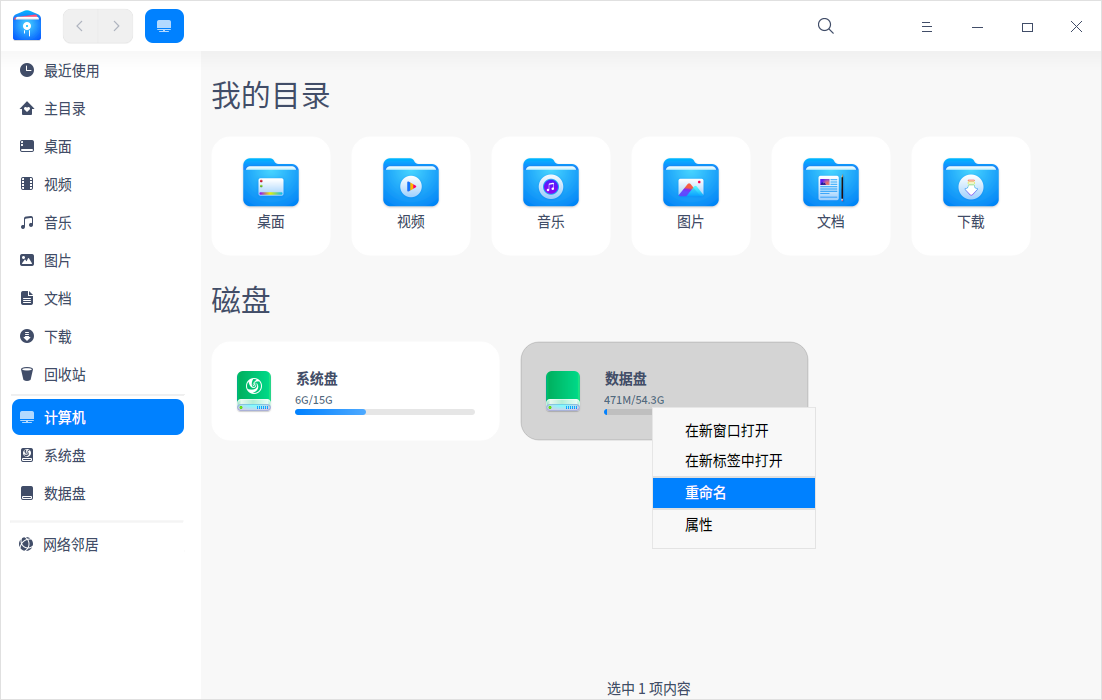 最近使用
主目录
桌面
视频
音乐
图片
文档
下载
回收站
计算机
系统盘
数据盘
网络邻居
我的目录
桌面
视频
音乐
图片
文档
下载
磁盘
系统盘
6G/15G
数据盘
471M/54.3G
在新窗口打开
在新标签中打开
重命名
属性
选中 1 项内容